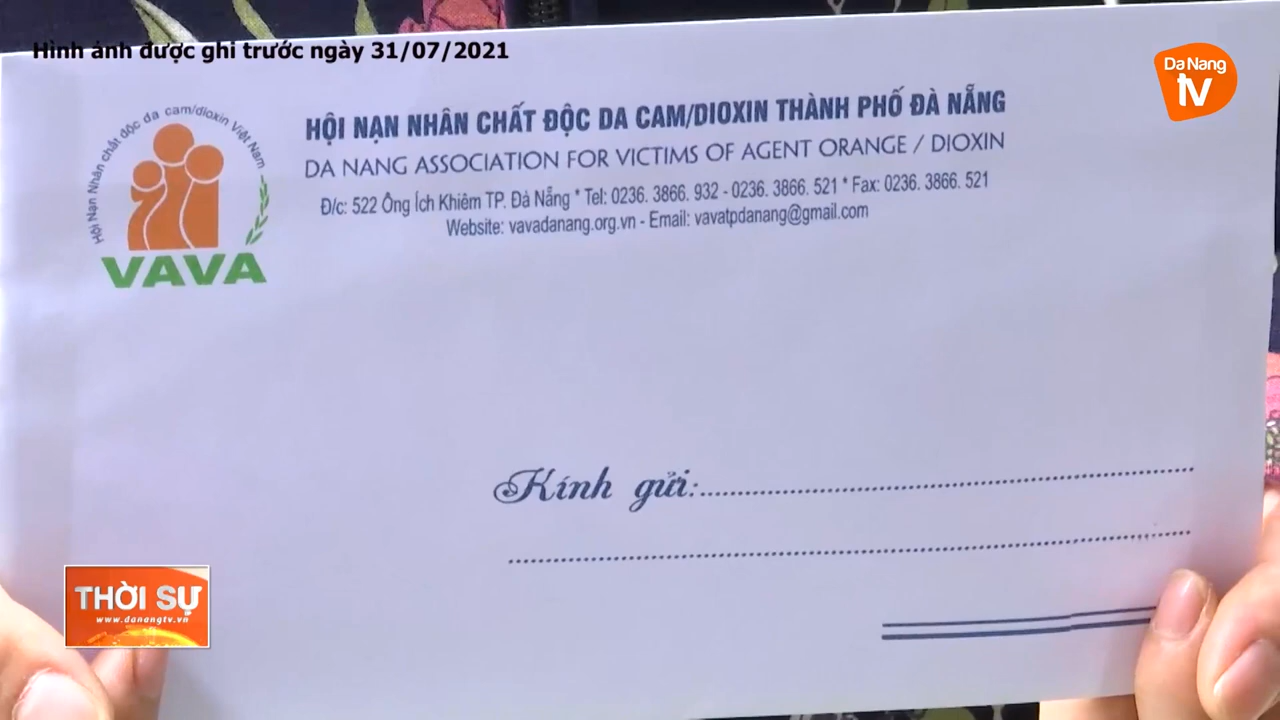 Hình ảnh được ghi trước ngày 31/07/2021
Da Nang
tv
Hội Nạn Nhân chất độc da cam/dioxin Việt Nam
VAVA
HỘI NẠN NHÂN CHẤT ĐỘC DA CAM/DIOXIN THÀNH PHỐ ĐÀ NẴNG
DA NANG ASSOCIATION FOR VICTIMS OF AGENT ORANGE / DIOXIN
Đ/c: 522 Ông Ích Khiêm TP. Đà Nẵng * Tel: 0236. 3866. 932 - 0236. 3866. 521 * Fax: 0236. 3866. 521
Website: vavadanang.org.vn - Email: vavatpdanang@gmail.com
Kính gửi:
THỜI SỰ
www.danangtv.vn